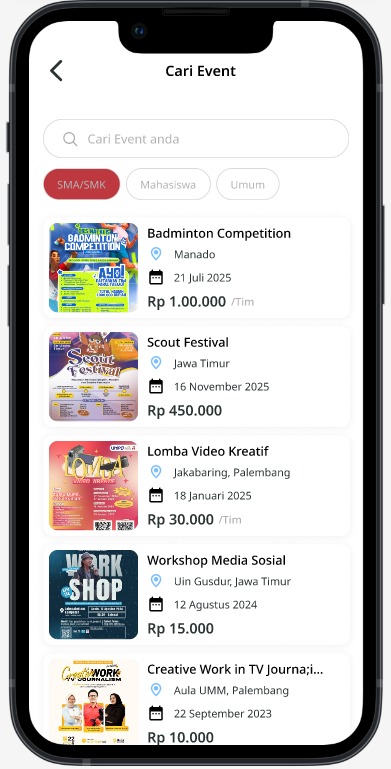 Cari Event
Cari Event anda
SMA/SMK
Mahasiswa
Umum
BADMINTON
COMPETITION
AYO!
Badminton Competition
Manado
21 Juli 2025
Rp 1.00.000 /Tim
Scout
Festival
Scout Festival
Jawa Timur
16 November 2025
Rp 450.000
LOMBA
VIDEO KREATIF
Lomba Video Kreatif
Jakabaring, Palembang
18 Januari 2025
Rp 30.000 /Tim
WORK
SHOP
Workshop Media Sosial
Uin Gusdur, Jawa Timur
12 Agustus 2024
Rp 15.000
Creative WORK
JOURNALISM
22
Creative Work in TV Journa;i...
Aula UMM, Palembang
22 September 2023
Rp 10.000